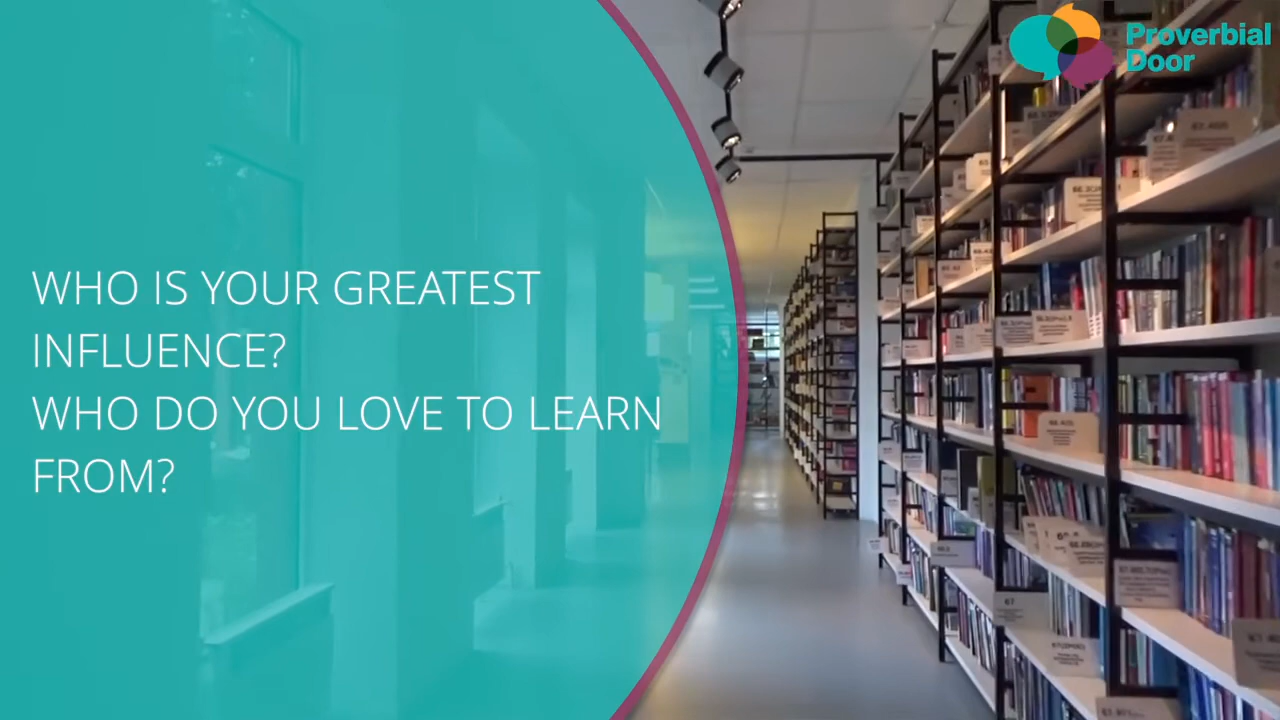 Proverbial
Door
WHO IS YOUR GREATEST
INFLUENCE?
WHO DO YOU LOVE TO LEARN
FROM?